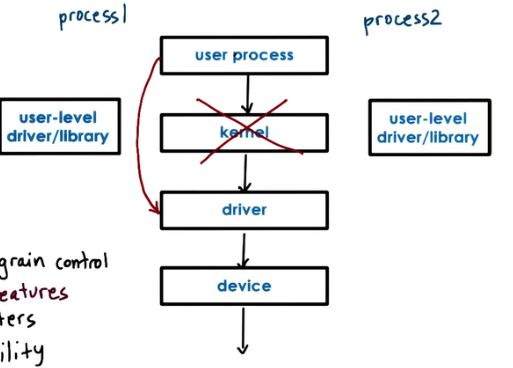 process1
process2
user process
user-level
driver/library
kernel
user-level
driver/library
driver
grain control
device
eatures
ters
ility